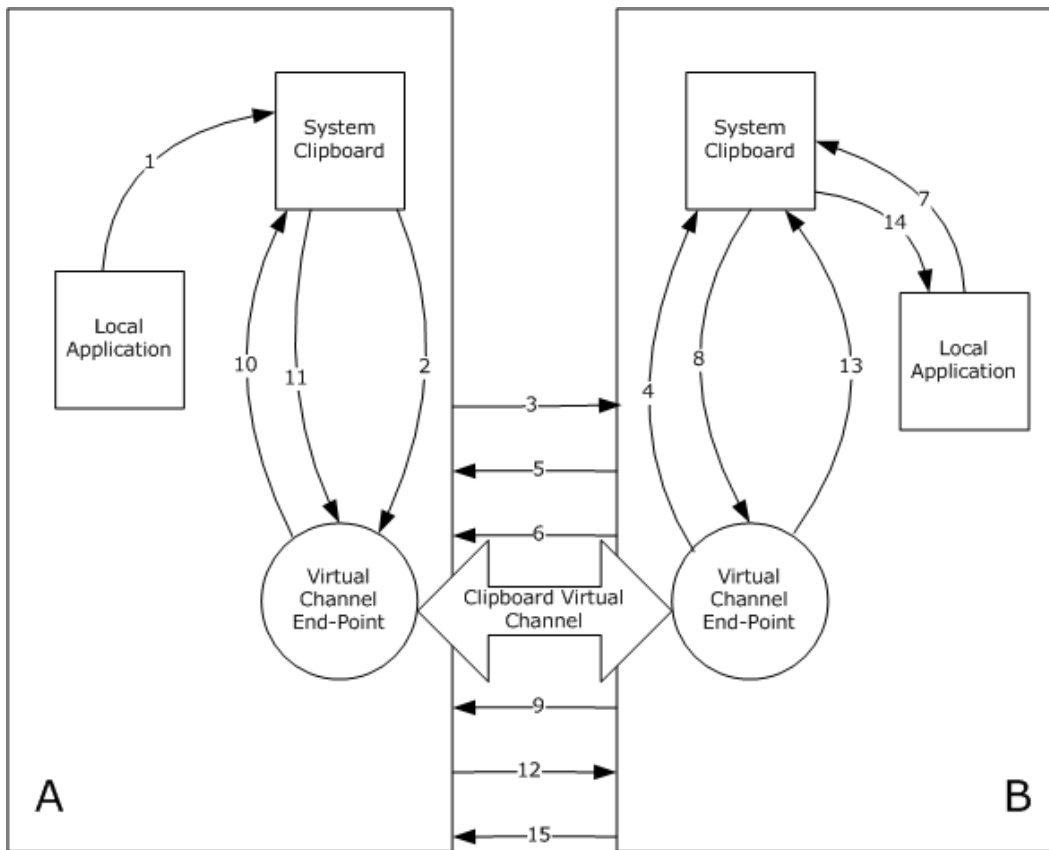 System
Clipboard
1
Local
Application
10
11
2
3
5
6
Virtual
Channel
End-Point
Clipboard Virtual
Channel
9
12
15
A
System
Clipboard
7
14
Local
Application
4
8
13
Virtual
Channel
End-Point
B